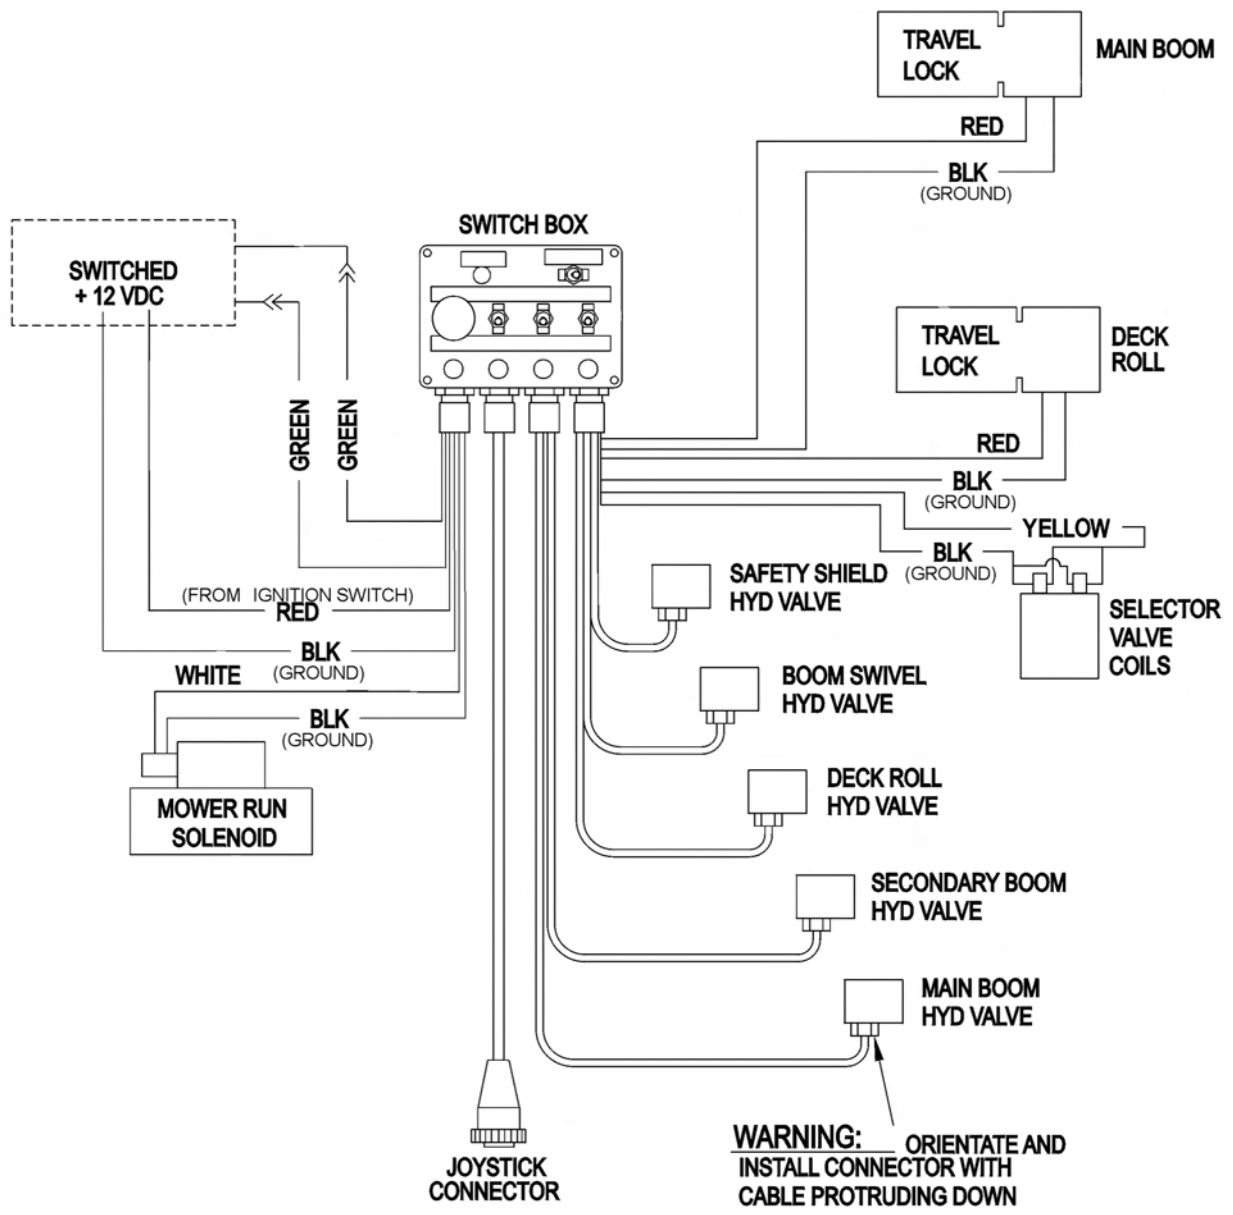 TRAVEL
LOCK
MAIN BOOM
RED
BLK
(GROUND)
SWITCH BOX
SWITCHED
+ 12 VDC
TRAVEL
LOCK
DECK
ROLL
GREEN
GREEN
RED
BLK
(GROUND)
YELLOW
BLK
(GROUND)
SAFETY SHIELD
HYD VALVE
(FROM IGNITION SWITCH)
RED
SELECTOR
VALVE
COILS
BLK
(GROUND)
WHITE
BOOM SWIVEL
HYD VALVE
BLK
(GROUND)
DECK ROLL
HYD VALVE
MOWER RUN
SOLENOID
SECONDARY BOOM
HYD VALVE
MAIN BOOM
HYD VALVE
WARNING: ORIENTATE AND
INSTALL CONNECTOR WITH
CABLE PROTRUDING DOWN
JOYSTICK
CONNECTOR